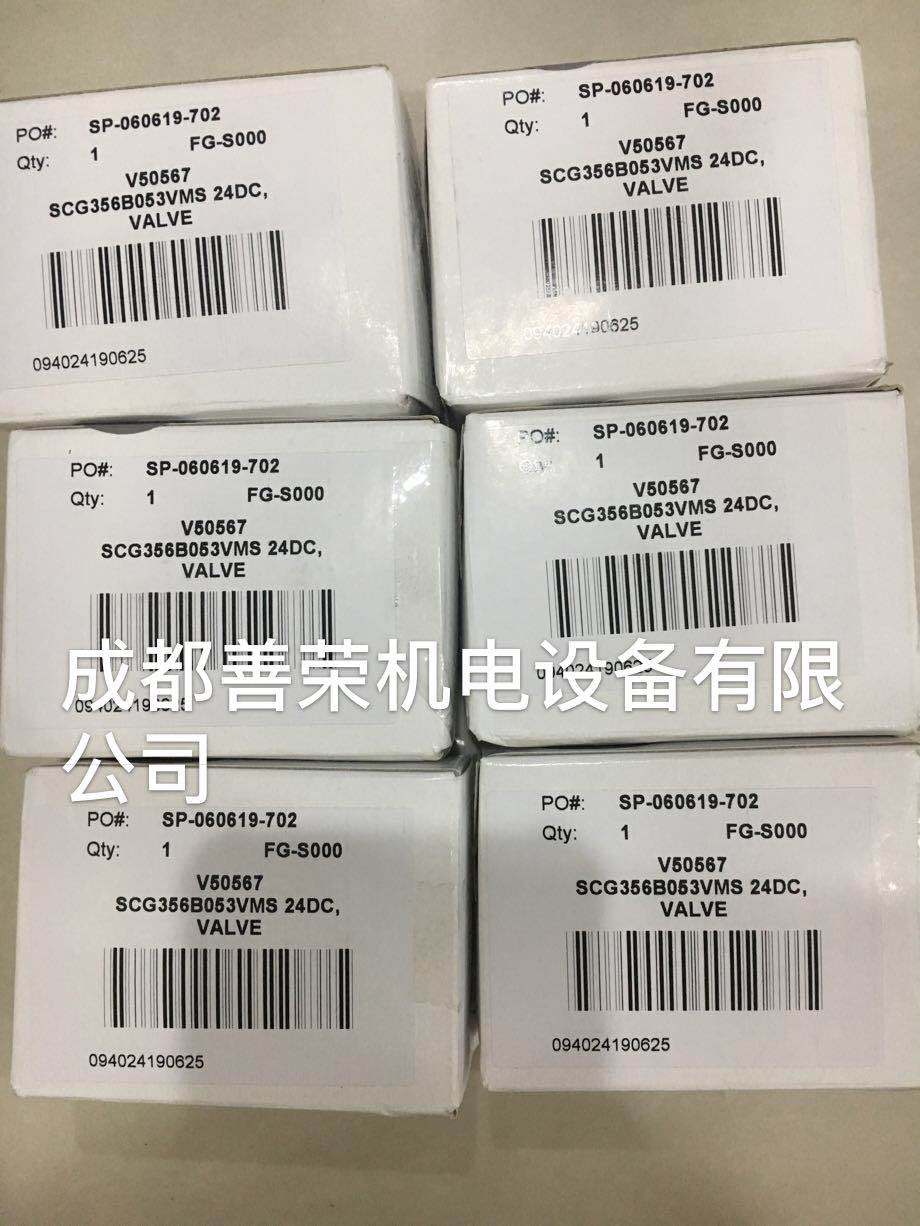 PO#: SP-060619-702
Qty: 1 FG-S000
V50567
SCG356B053VMS 24DC,
VALVE
094024190625
PO#: SP-060619-702
Qty: 1 FG-S000
V50567
SCG356B053VMS 24DC,
VALVE
094024190625
PO#: SP-060619-702
Qty: 1 FG-S000
V50567
SCG356B053VMS 24DC,
VALVE
PO#: SP-060619-702
Qty: 1 FG-S000
V50567
SCG356B053VMS 24DC,
VALVE
成都善荣机电设备有限
公司
PO#: SP-060619-702
Qty: 1 FG-S000
V50567
SCG356B053VMS 24DC,
VALVE
094024190625
PO#: SP-060619-702
Qty: 1 FG-S000
V50567
SCG356B053VMS 24DC,
VALVE
094024190625